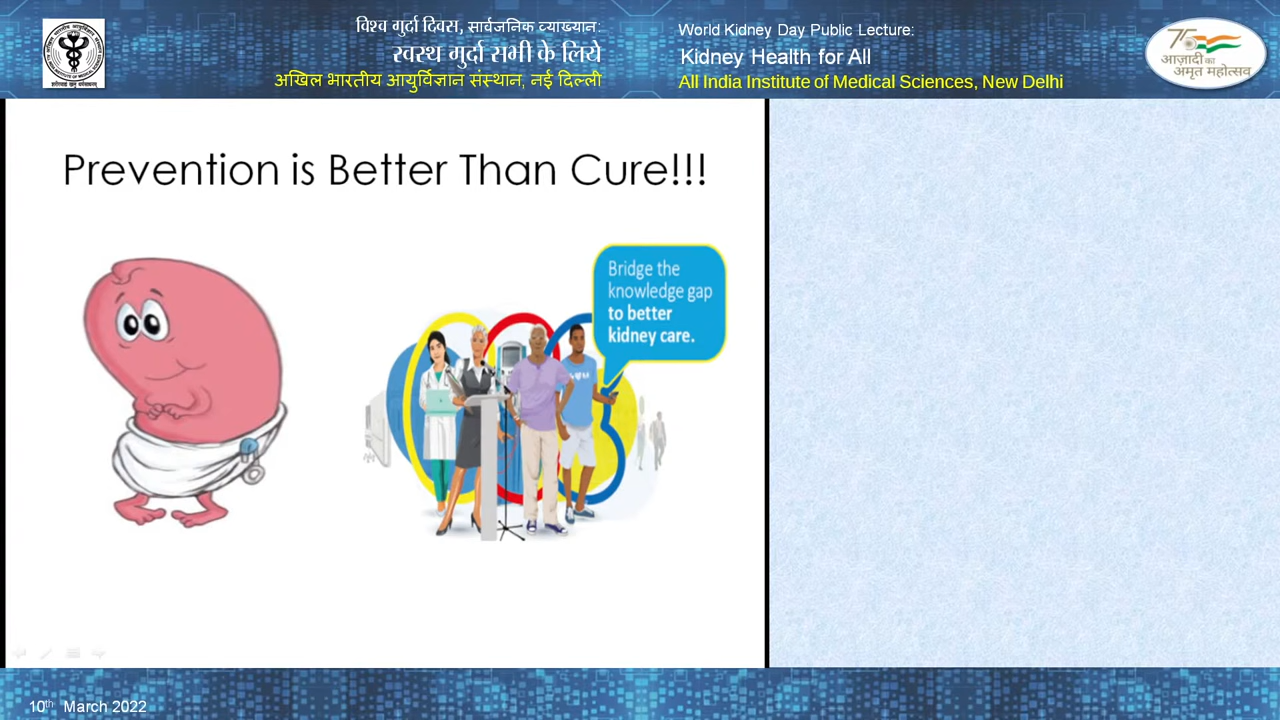 विश्व गुर्दा दिवस, सार्वजनिक व्याख्यान:
स्वस्थ गुर्दा सभी के लिये
अखिल भारतीय आयुर्विज्ञान संस्थान, नई दिल्ली
World Kidney Day Public Lecture:
Kidney Health for All
All India Institute of Medical Sciences, New Delhi
75
आज़ादी का
अमृत महोत्सव
Prevention is Better Than Cure!!!
Bridge the
knowledge gap
to better
kidney care.
10th March 2022